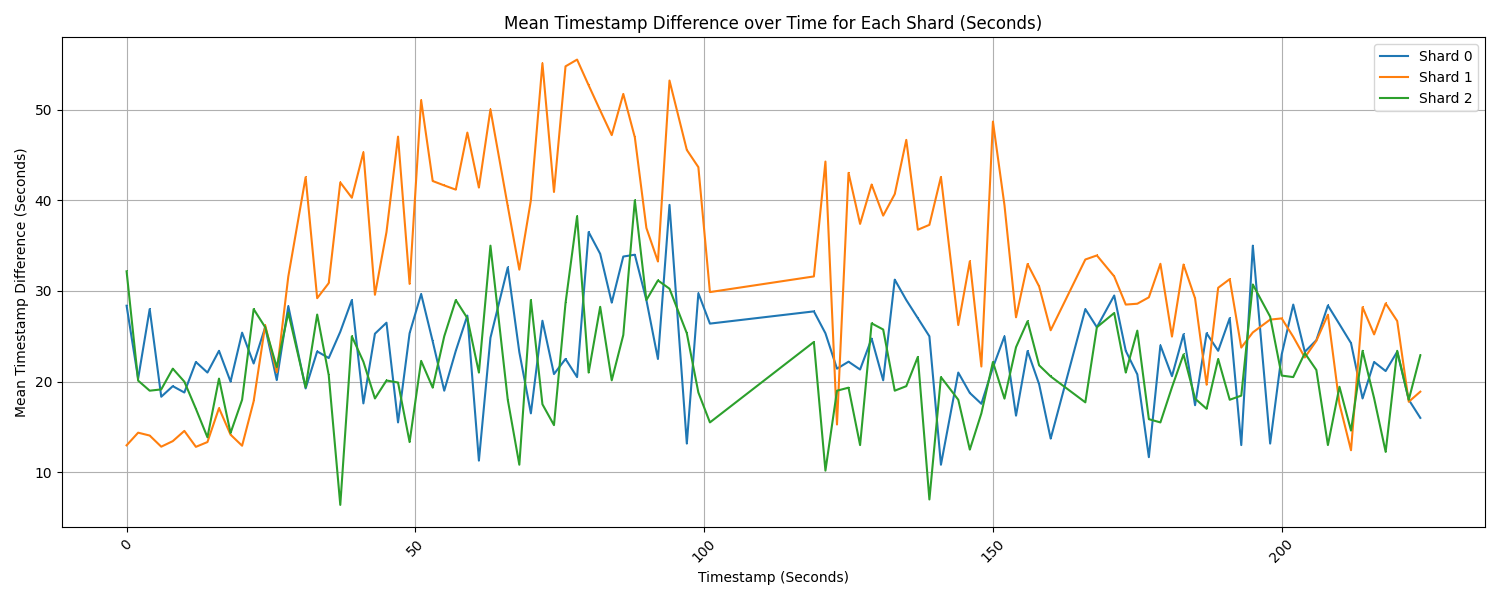 Mean Timestamp Difference over Time for Each Shard (Seconds)
Shard 0
Shard 1
Shard 2
Mean Timestamp Difference (Seconds)
50
40
30
20
10
0
50
100
150
200
Timestamp (Seconds)